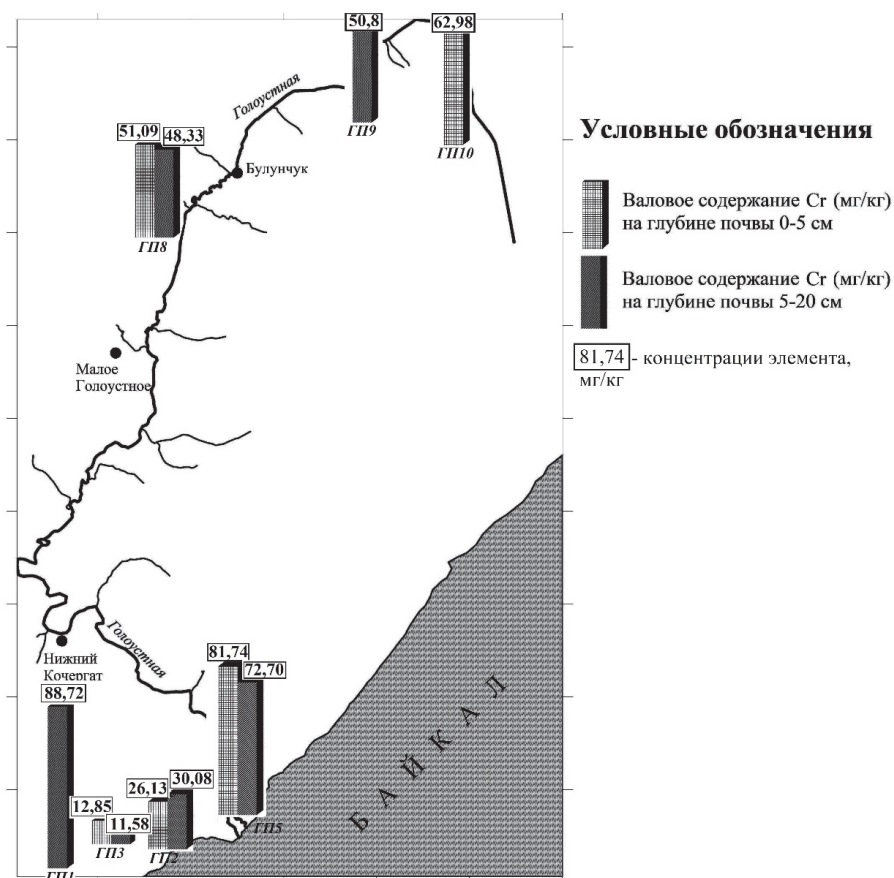 50,8
62,98
Голоустная
ГП9
ГП10
51,09
48,33
Булунчук
ГП8
Малое
Голоустное
Нижний
Кочергат
Голоустная
88,72
81,74
72,70
12,85
11,58
26,13
30,08
ГП1
ГП3
ГП2
ГП5
БАЙКАЛ
Условные обозначения
Валовое содержание Cr (мг/кг)
на глубине почвы 0-5 см
Валовое содержание Cr (мг/кг)
на глубине почвы 5-20 см
81,74 - концентрации элемента,
мг/кг